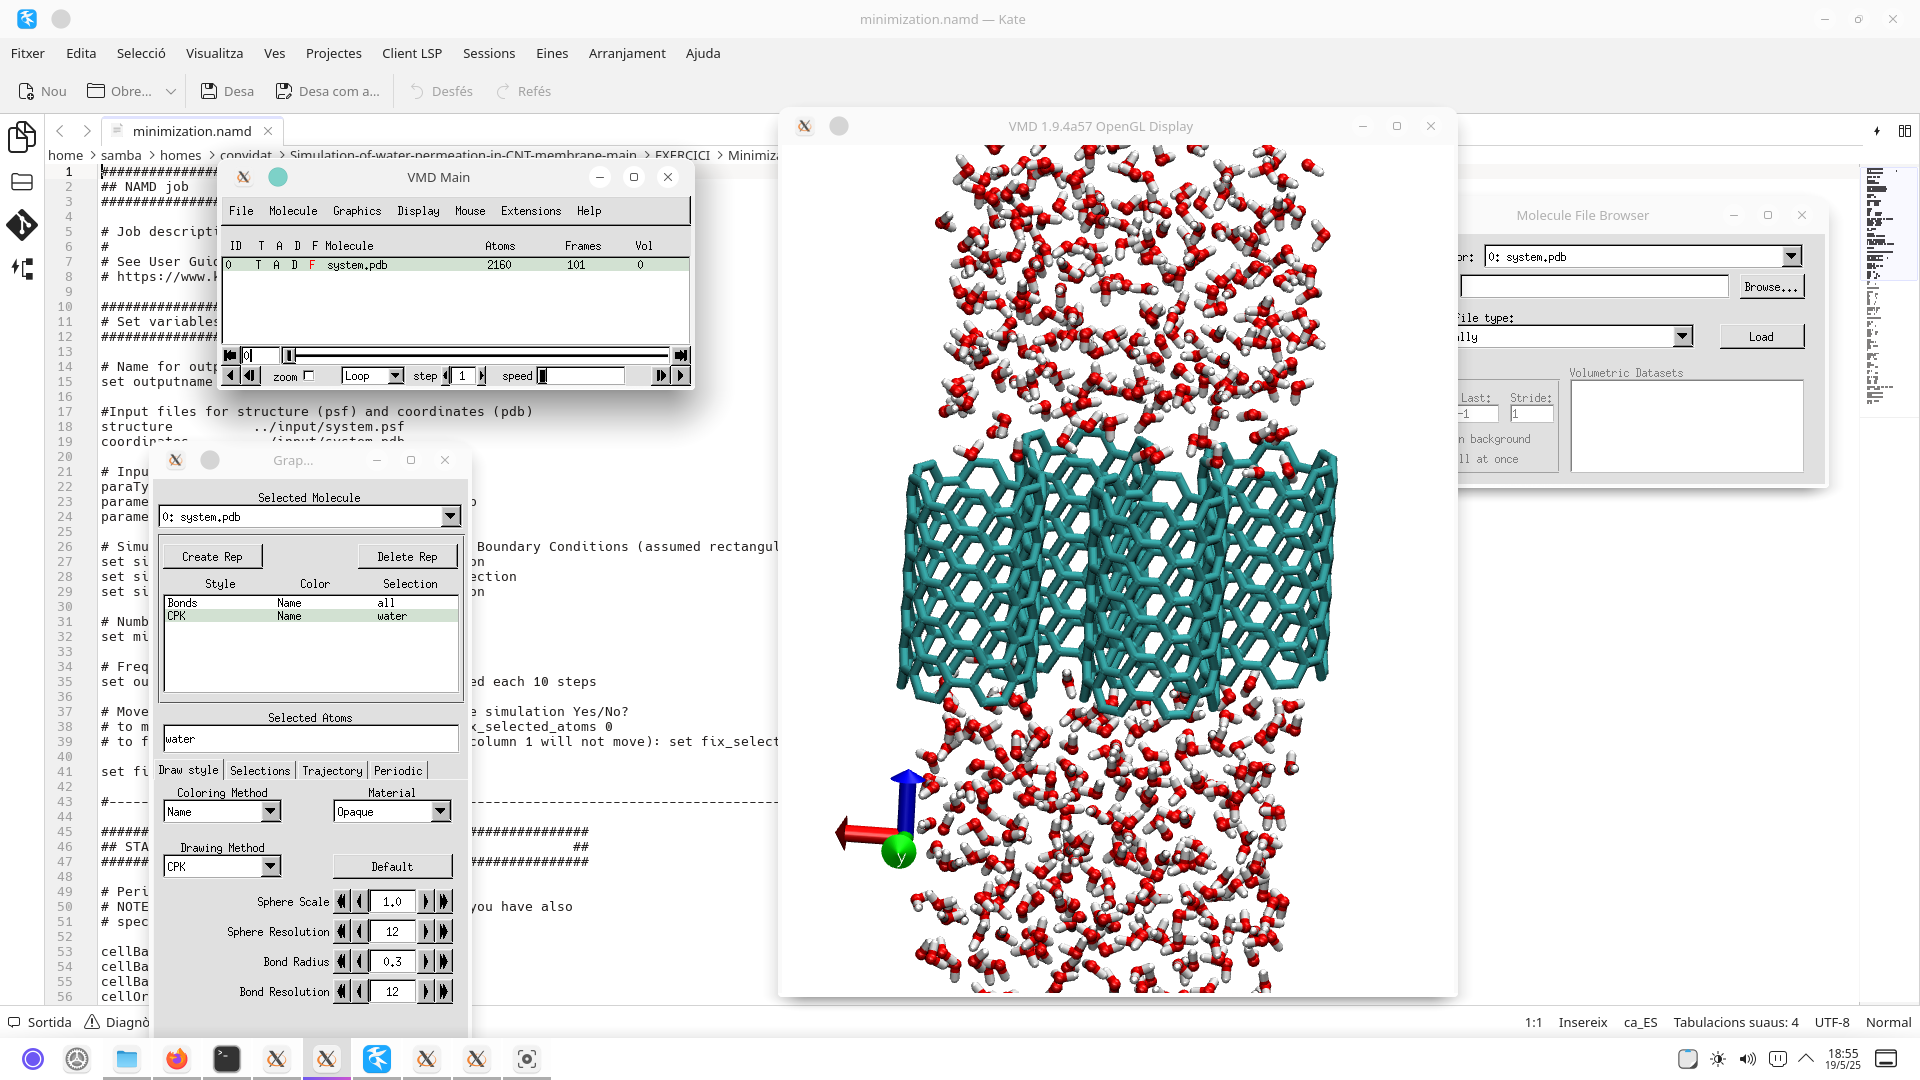 minimization.namd — Kate
Fitxer Edita Selecció Visualitza Ves Projectes Client LSP Sessions Eines Arranjament Ajuda
Nou Obre... Desa Desa com a... Desfés Refés
minimization.namd
home > samba > homes > convidat > Simulation-of-water-permeation-in-CNT-membrane-main > EXERCICI > Minimiz
1 ###############
2 ## NAMD job
3 ###############
4
5 # Job descripti
6 #
7 # See User Guid
8 # https://www.k
9
10 ###############
11 # Set variables
12 ###############
13
14 # Name for outp
15 set outputname
16
17 #Input files for structure (psf) and coordinates (pdb)
18 structure ../input/system.psf
19 coordinates ../input/system.pdb
20
21 # Inpu
22 paraTy
23 parame
24 parame
25
26 # Simu Boundary Conditions (assumed rectangul
27 set si on
28 set si ection
29 set si on
30
31 # Numb
32 set mi
33
34 # Freq
35 set ou ed each 10 steps
36
37 # Move e simulation Yes/No?
38 # to m x_selected_atoms 0
39 # to f column 1 will not move): set fix_select
40
41 set fi
42
43 #-----
44
45 ###### ###############
46 ## STA ##
47 ###### ###############
48
49 # Peri
50 # NOTE you have also
51 # spec
52
53 cellBa
54 cellBa
55 cellBa
56 cellOr
VMD Main
File Molecule Graphics Display Mouse Extensions Help
ID T A D F Molecule Atoms Frames Vol
0 T A D F system.pdb 2160 101 0
0
zoom Loop step 1 speed
Grap...
Selected Molecule
0: system.pdb
Create Rep Delete Rep
Style Color Selection
Bonds Name all
CPK Name water
Selected Atoms
water
Draw style Selections Trajectory Periodic
Coloring Method Material
Name Opaque
Drawing Method
CPK Default
Sphere Scale 1.0
Sphere Resolution 12
Bond Radius 0.3
Bond Resolution 12
VMD 1.9.4a57 OpenGL Display
y
Molecule File Browser
or: 0: system.pdb
Browse...
file type:
lly Load
Volumetric Datasets
Last: Stride:
-1 1
n background
ll at once
Sortida Diagnò
1:1 Insereix ca_ES Tabulacions suaus: 4 UTF-8 Normal
18:55
19/5/25